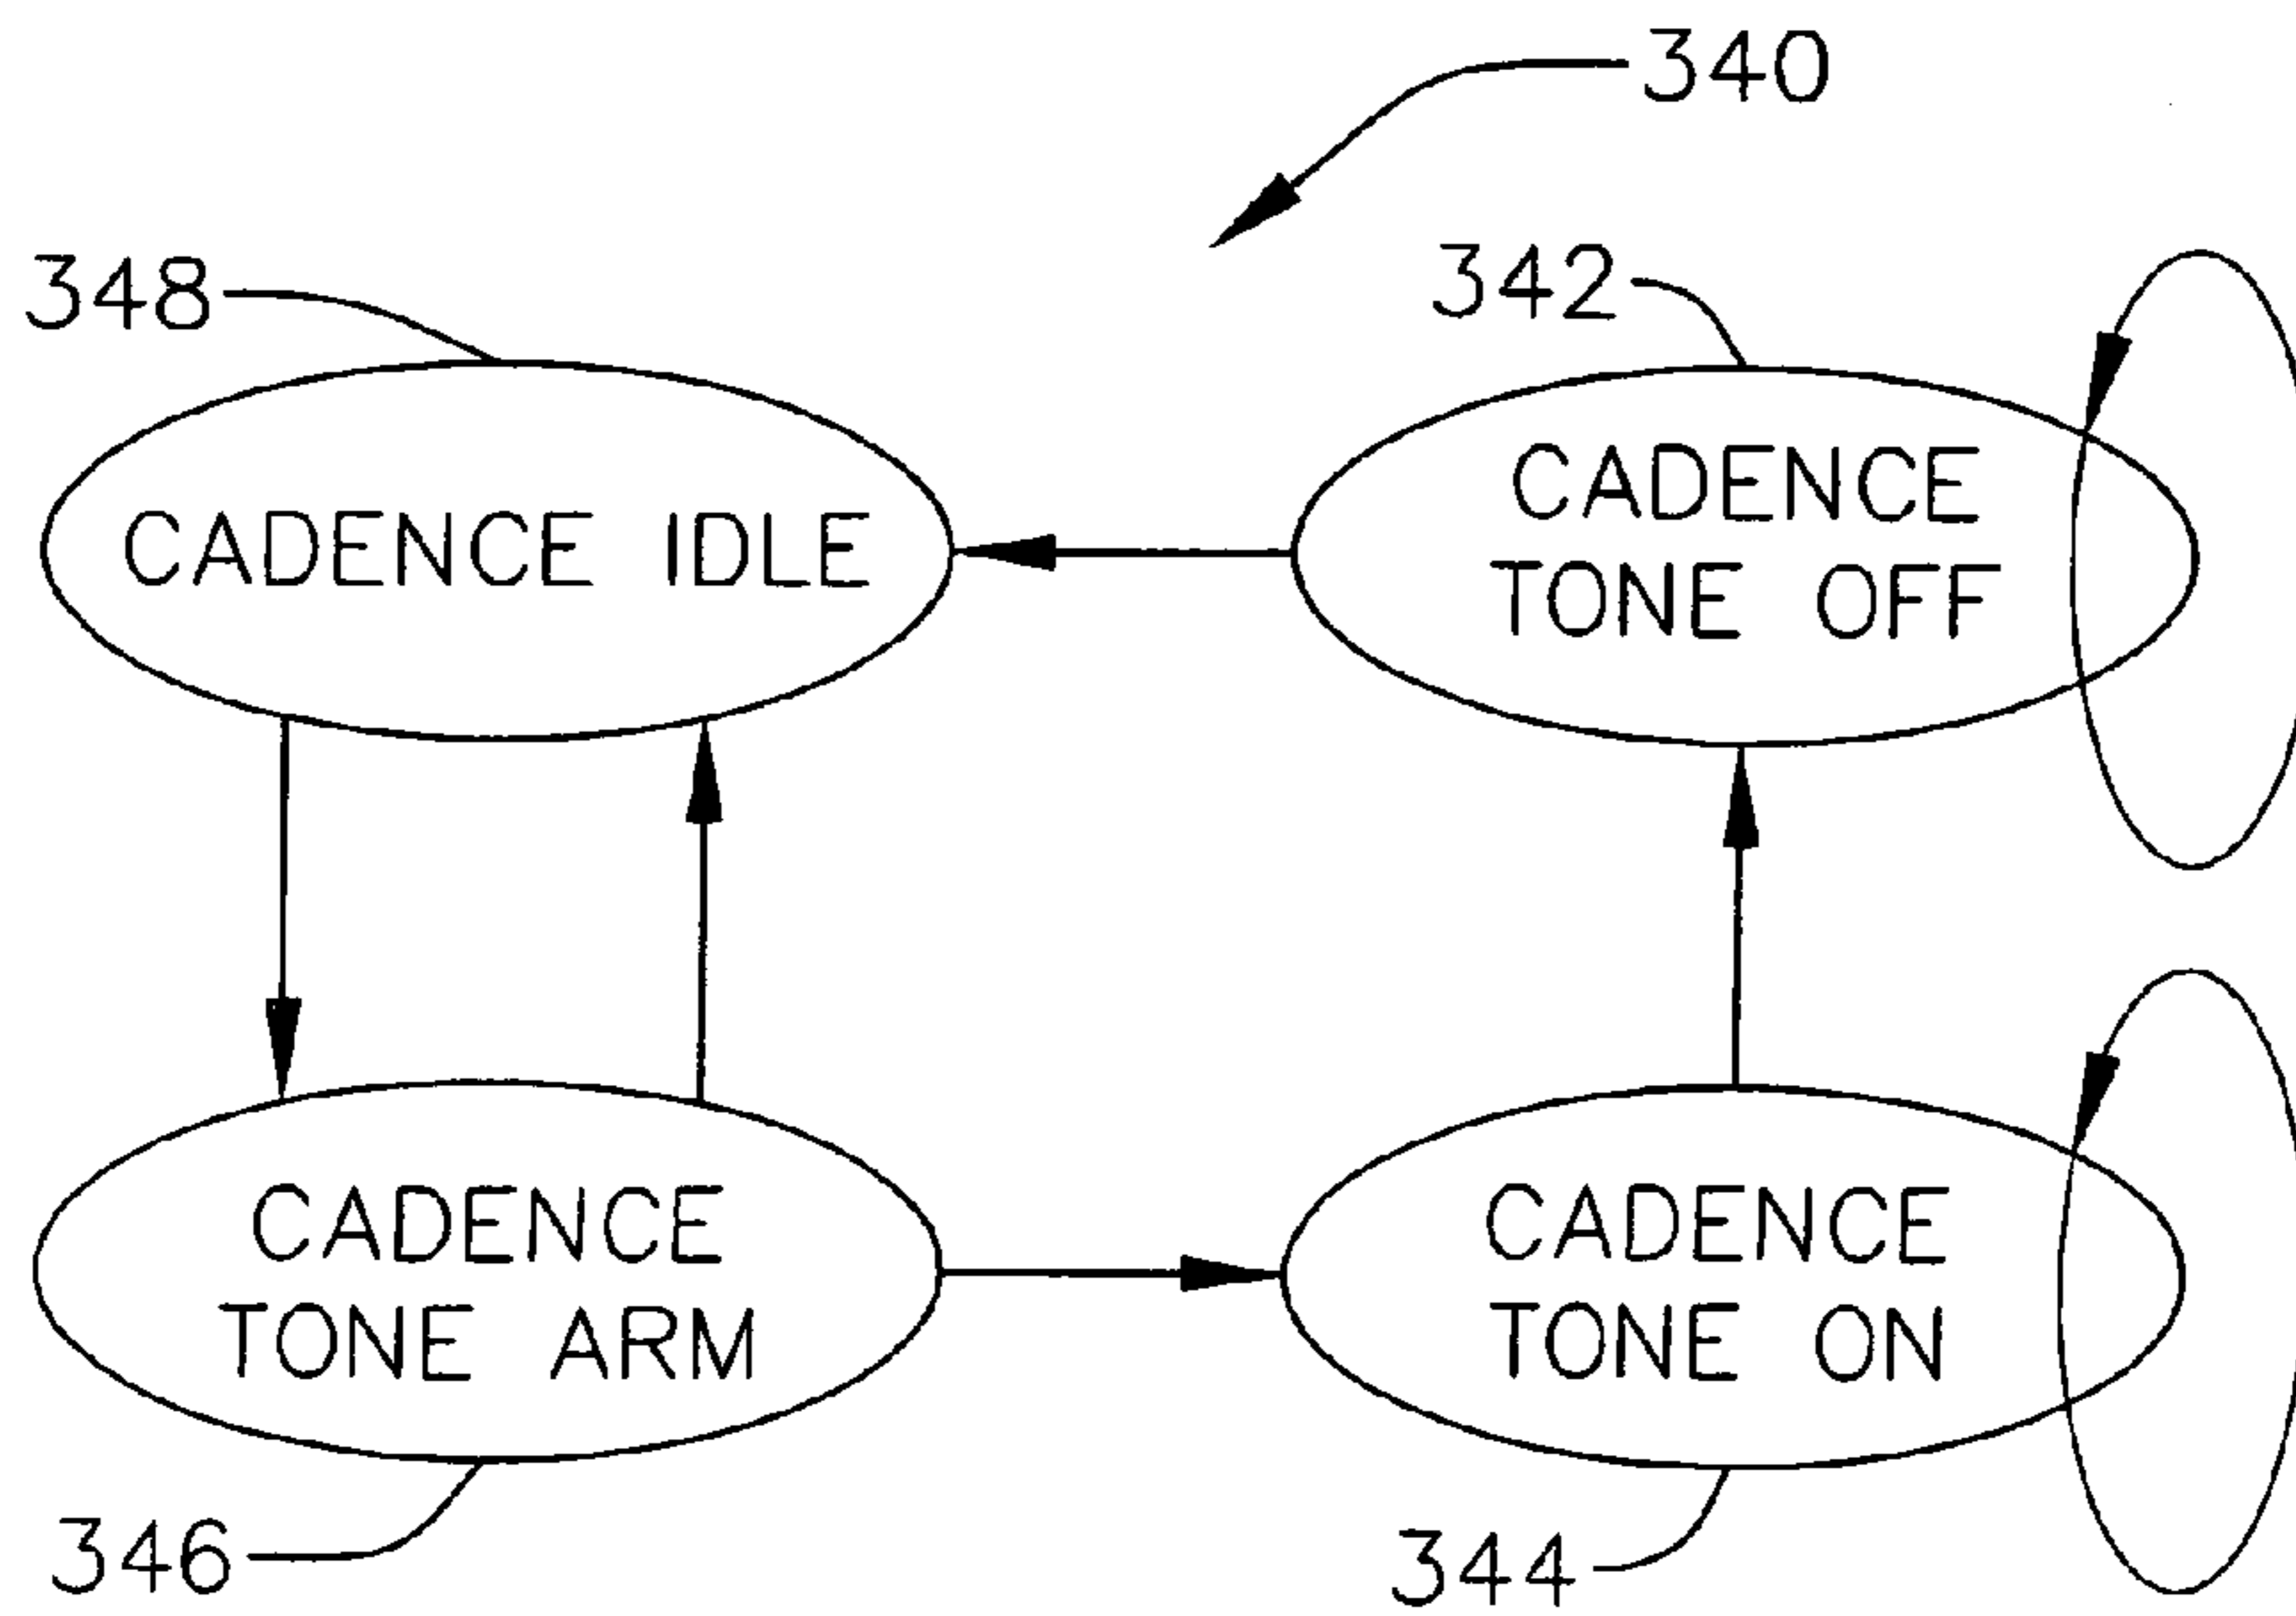 340
348
342
CADENCE IDLE
CADENCE
TONE OFF
CADENCE
TONE ARM
CADENCE
TONE ON
346
344